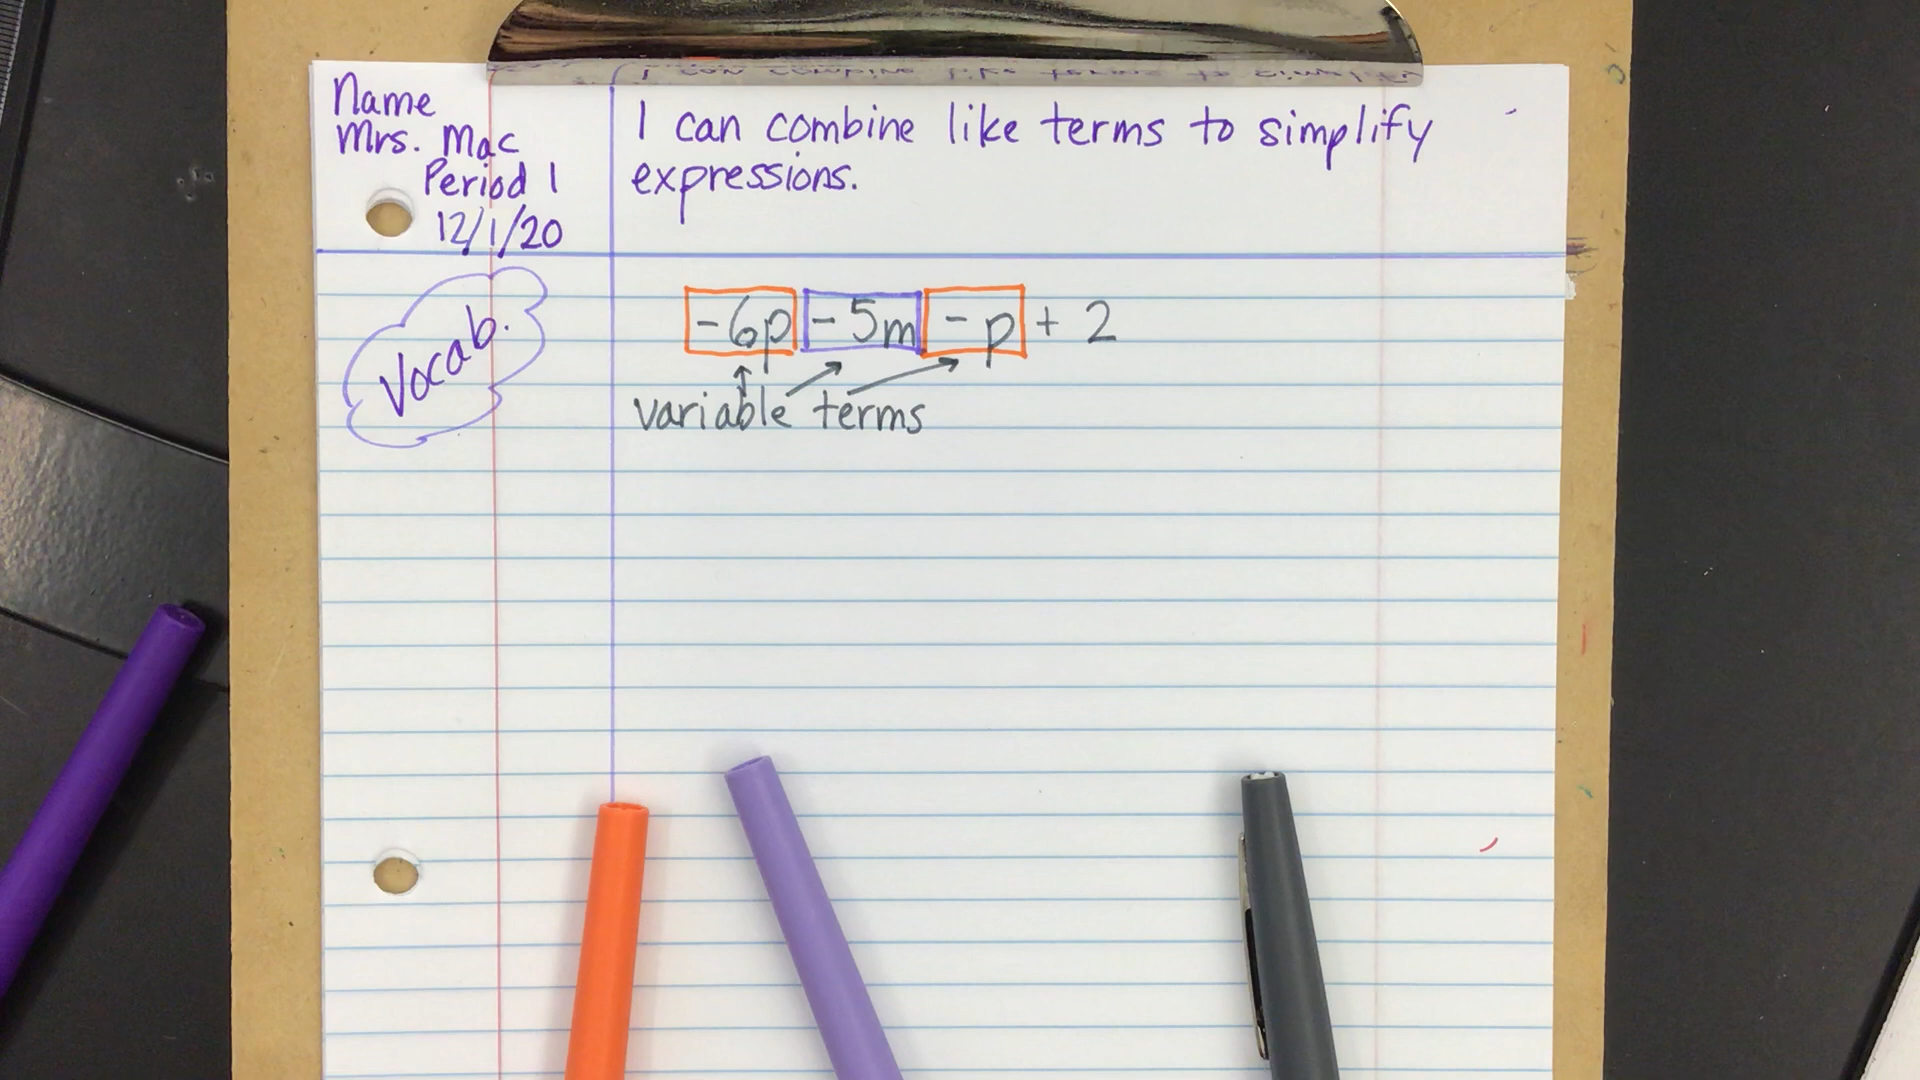 Name
Mrs. Mac
Period 1
12/1/20
I can combine like terms to simplify
expressions.
Vocab.
-6p - 5m - p + 2
variable terms